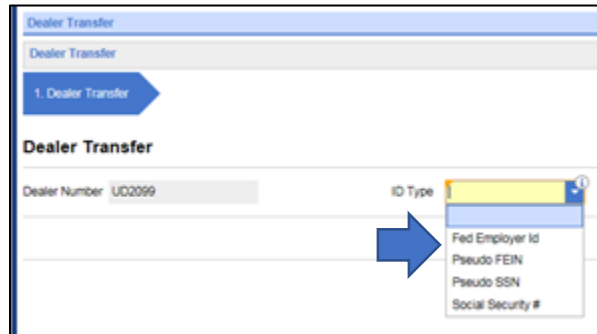 Dealer Transfer
Dealer Transfer
1. Dealer Transfer
Dealer Transfer
Dealer Number UD2099 ID Type
Fed Employer Id
Pseudo FEIN
Pseudo SSN
Social Security #